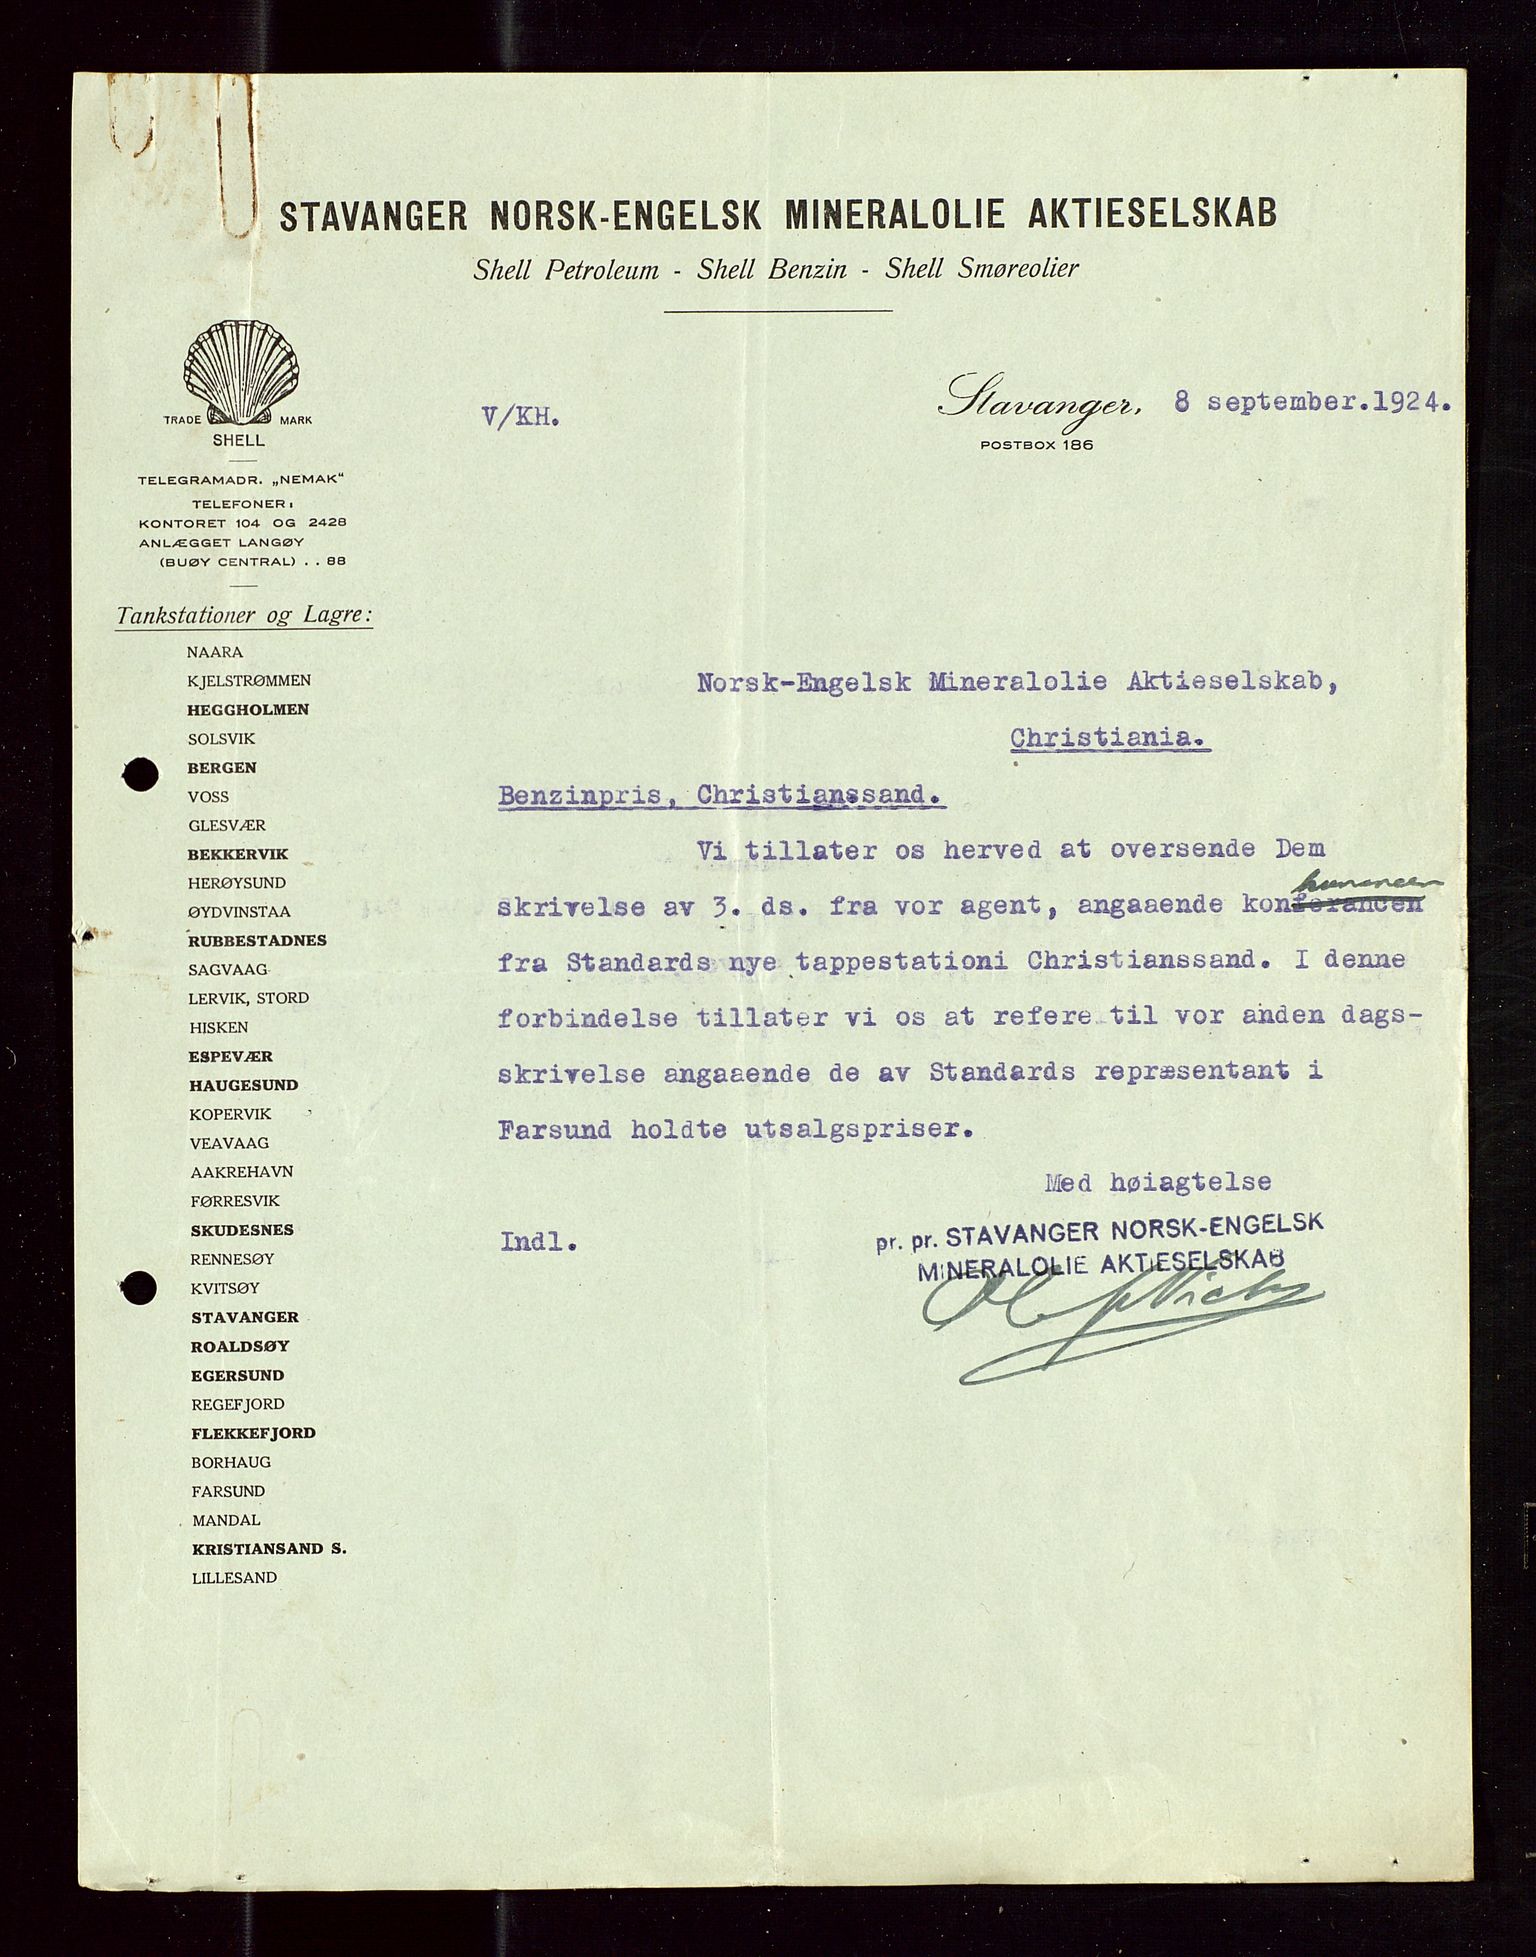 STAVANGER NORSK-ENGELSK MINERALOLIE AKTIESELSKAB
Shell Petroleum - Shell Benzin - Shell Smøreolier
TRADE MARK
SHELL
V/KH.
Stavanger, 8 september.1924.
POSTBOX 186
TELEGRAMADR. „NEMAK“
TELEFONER:
KONTORET 104 OG 2428
ANLÆGGET LANGØY
(BUØY CENTRAL) . . 88
Tankstationer og Lagre:
NAARA
KJELSTRØMMEN
HEGGHOLMEN
SOLSVIK
BERGEN
VOSS
GLESVÆR
BEKKERVIK
HERØYSUND
ØYDVINSTAA
RUBBESTADNES
SAGVAAG
LERVIK, STORD
HISKEN
ESPEVÆR
HAUGESUND
KOPERVIK
VEAVAAG
AAKREHAVN
FØRRESVIK
SKUDESNES
RENNESØY
KVITSØY
STAVANGER
ROALDSØY
EGERSUND
REGEFJORD
FLEKKEFJORD
BORHAUG
FARSUND
MANDAL
KRISTIANSAND S.
LILLESAND
Norsk-Engelsk Mineralolie Aktieselskab,
Christiania.
Benzinpris, Christianssand.
Vi tillater os herved at oversende Dem
skrivelse av 3. ds. fra vor agent, angaaende konferancen
fra Standards nye tappestationi Christianssand. I denne
forbindelse tillater vi os at refere til vor anden dags-
skrivelse angaaende de av Standards repræsentant i
Farsund holdte utsalgspriser.
Med høiagtelse
Indl.
pr. pr. STAVANGER NORSK-ENGELSK
MINERALOLIE AKTIESELSKAB